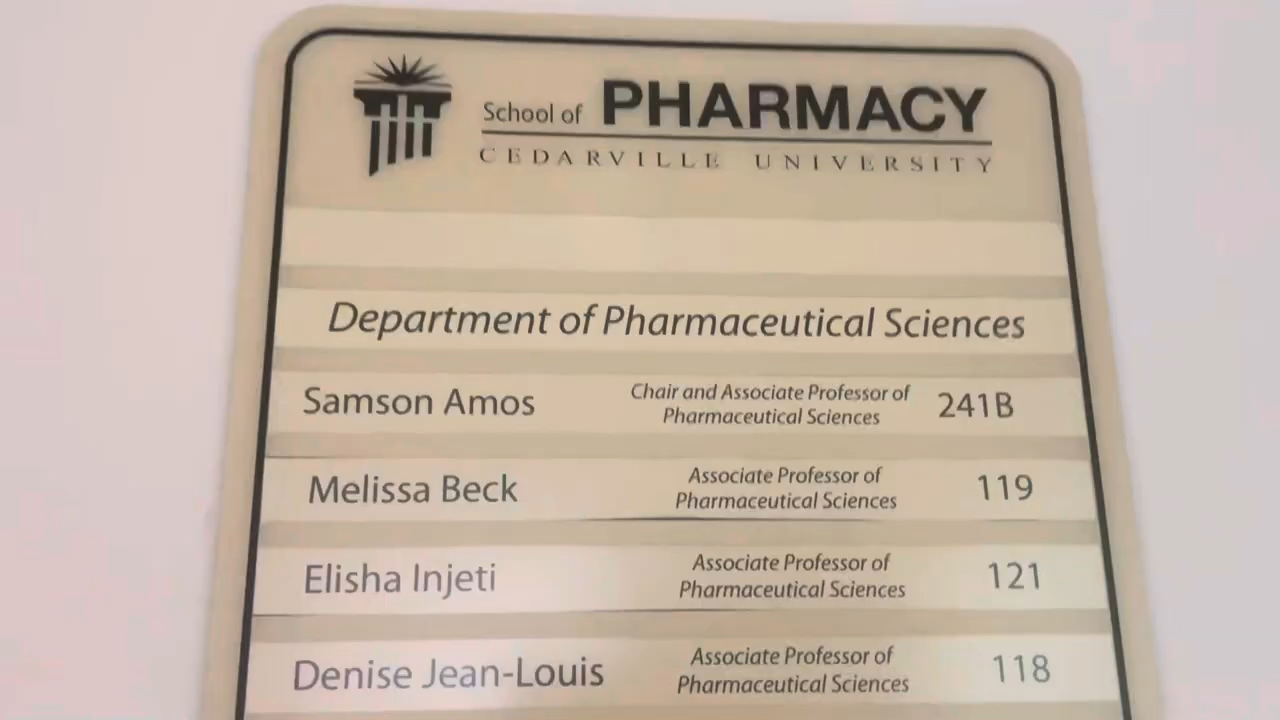 School of PHARMACY
CEDARVILLE UNIVERSITY
Department of Pharmaceutical Sciences
Samson Amos Chair and Associate Professor of Pharmaceutical Sciences 241B
Melissa Beck Associate Professor of Pharmaceutical Sciences 119
Elisha Injeti Associate Professor of Pharmaceutical Sciences 121
Denise Jean-Louis Associate Professor of Pharmaceutical Sciences 118